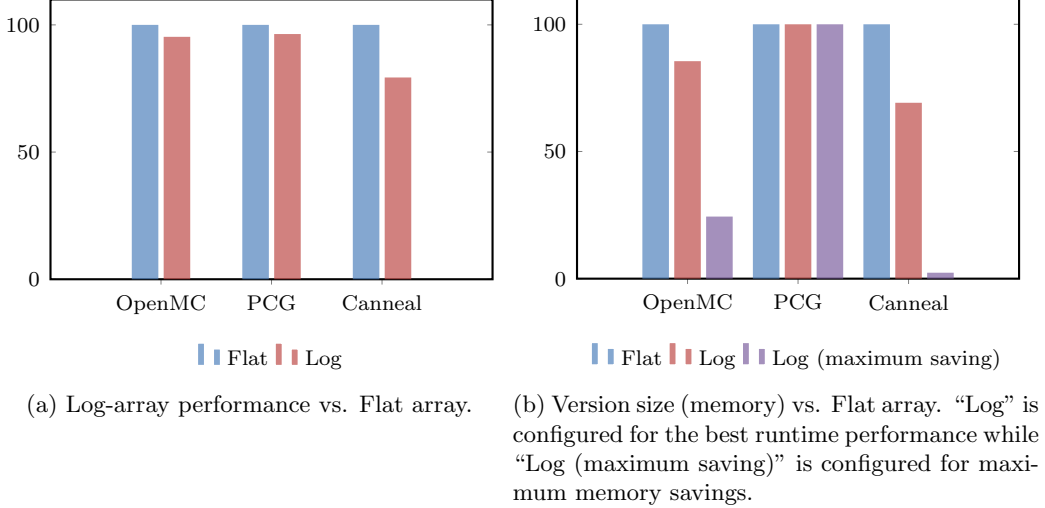 100
50
0
OpenMC PCG Canneal
Flat Log
(a) Log-array performance vs. Flat array.
100
50
0
OpenMC PCG Canneal
Flat Log Log (maximum saving)
(b) Version size (memory) vs. Flat array. “Log” is
configured for the best runtime performance while
“Log (maximum saving)” is configured for maxi-
mum memory savings.